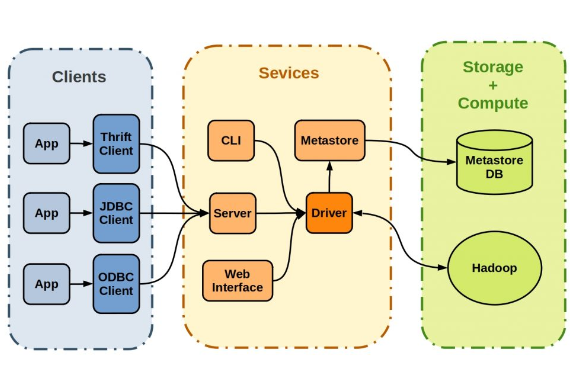 Clients
App
Thrift
Client
App
JDBC
Client
App
ODBC
Client
Sevices
CLI
Metastore
Server
Driver
Web
Interface
Storage
+
Compute
Metastore
DB
Hadoop